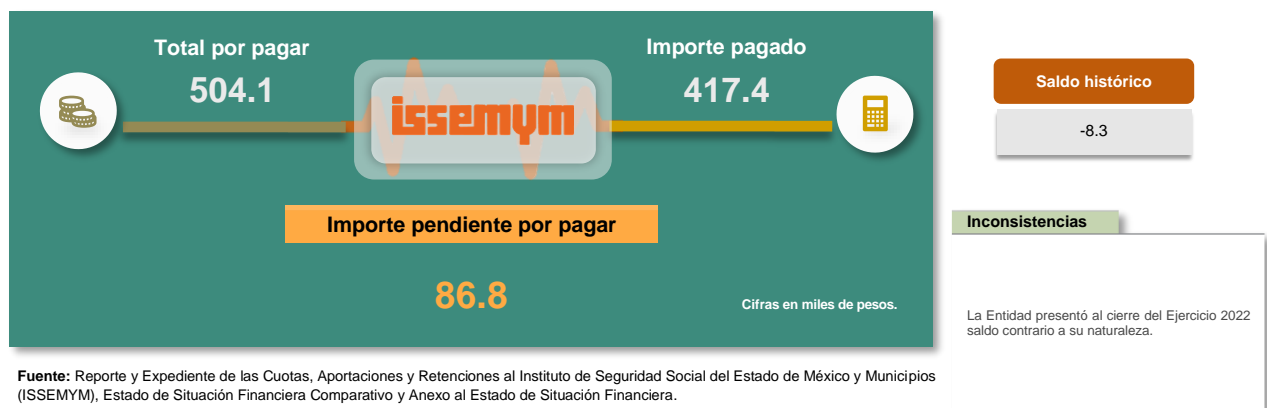 Total por pagar
504.1
issemym
Importe pagado
417.4
Importe pendiente por pagar
86.8
Cifras en miles de pesos.
Saldo histórico
-8.3
Inconsistencias
La Entidad presentó al cierre del Ejercicio 2022
saldo contrario a su naturaleza.
Fuente: Reporte y Expediente de las Cuotas, Aportaciones y Retenciones al Instituto de Seguridad Social del Estado de México y Municipios
(ISSEMYM), Estado de Situación Financiera Comparativo y Anexo al Estado de Situación Financiera.